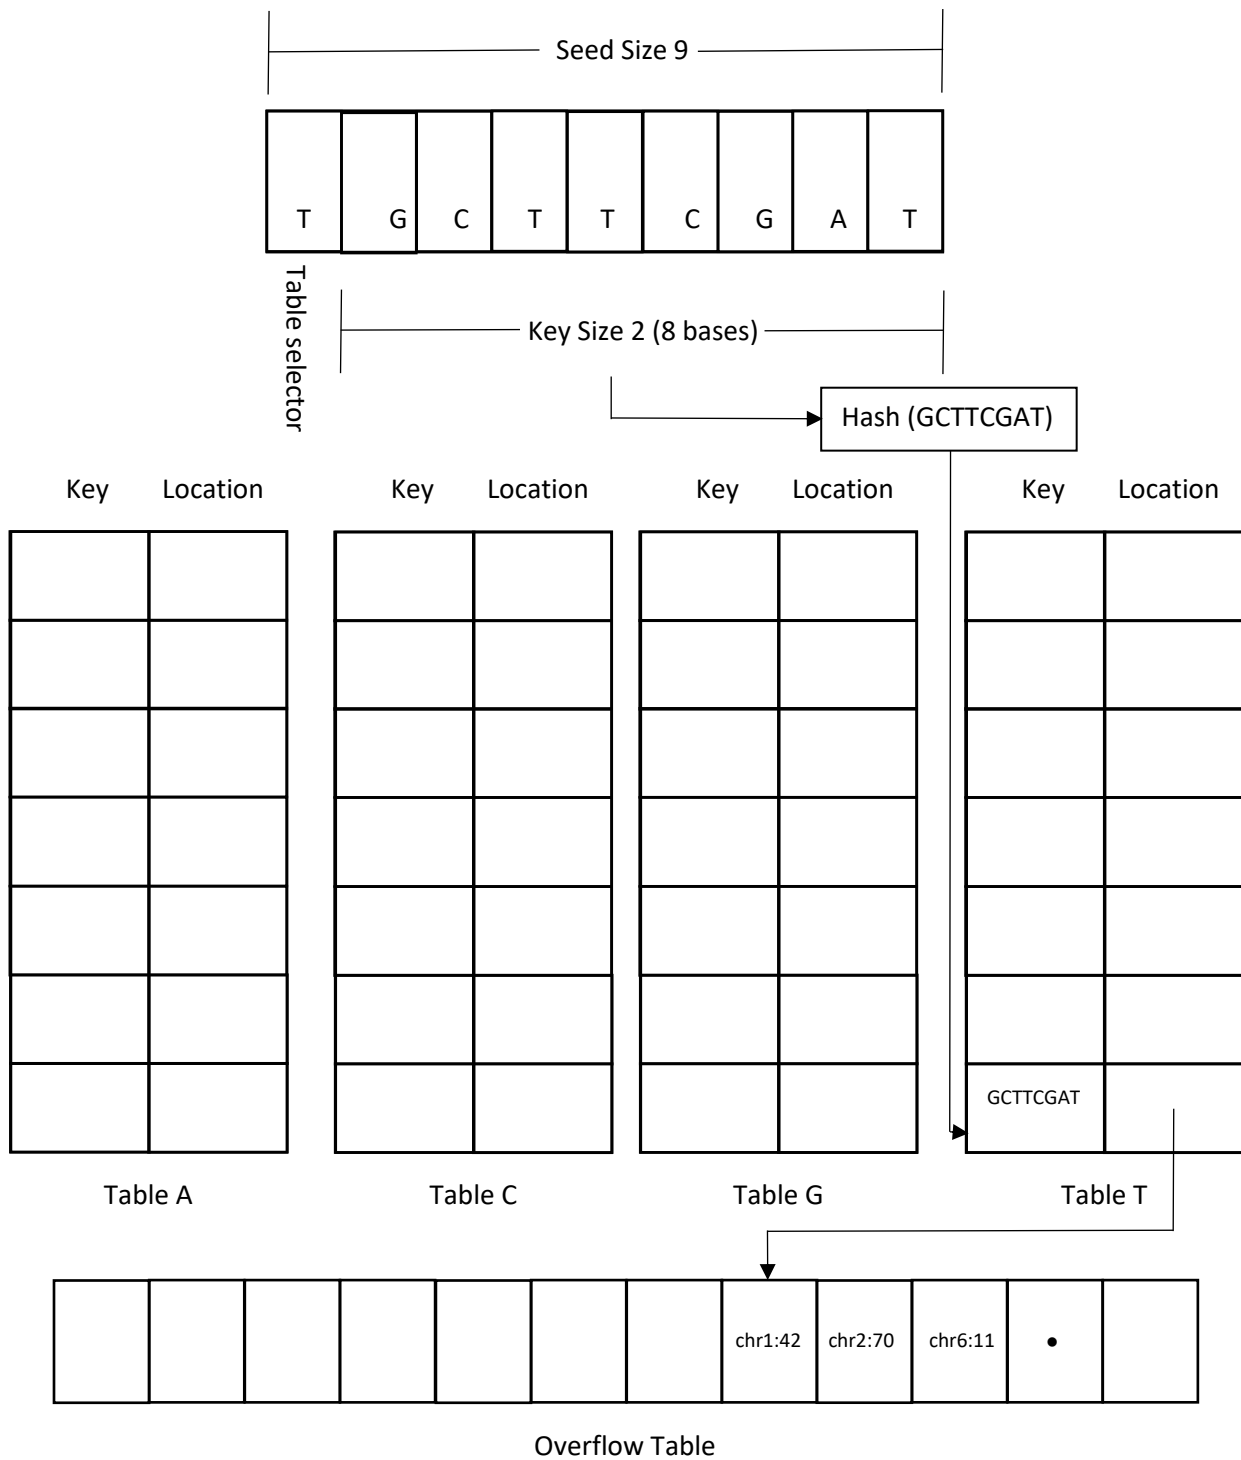 Seed Size 9
T G C T T C G A T
Table selector
Key Size 2 (8 bases)
Hash (GCTTCGAT)
Key Location Key Location Key Location Key Location
GCTTCGAT
Table A Table C Table G Table T
chr1:42 chr2:70 chr6:11 •
Overflow Table